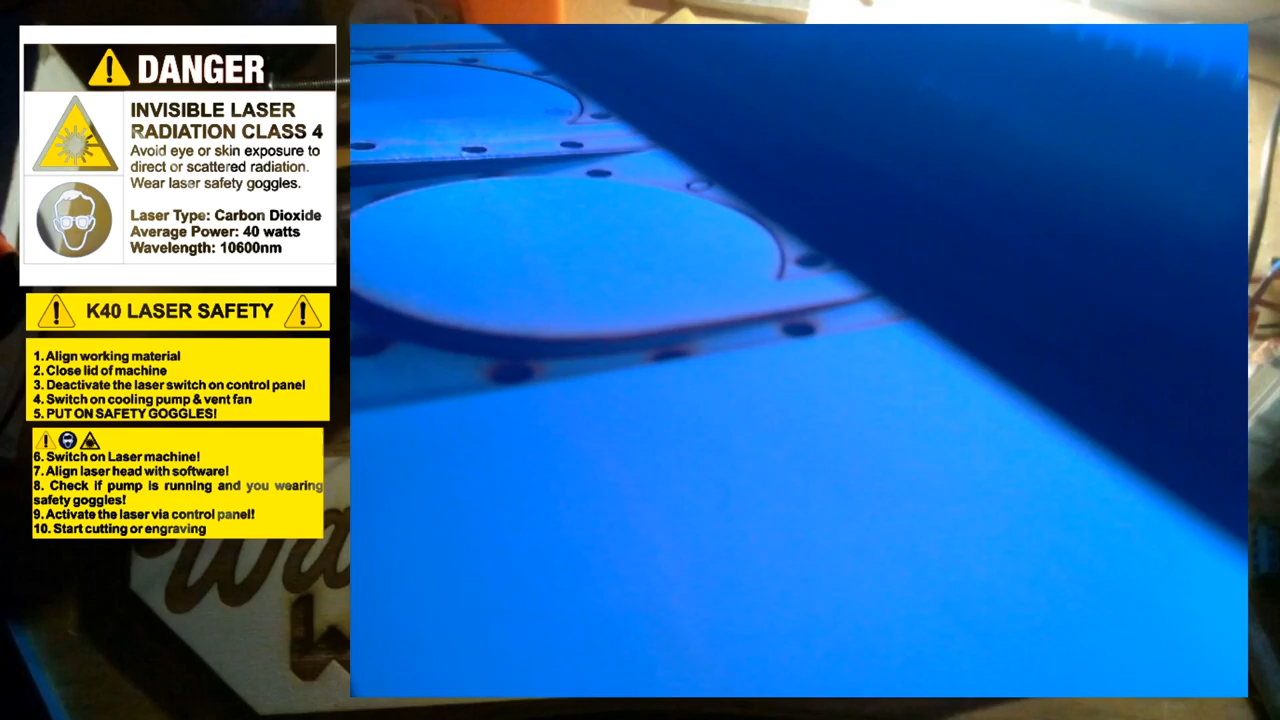 DANGER
INVISIBLE LASER
RADIATION CLASS 4
Avoid eye or skin exposure to
direct or scattered radiation.
Wear laser safety goggles.
Laser Type: Carbon Dioxide
Average Power: 40 watts
Wavelength: 10600nm
K40 LASER SAFETY
1. Align working material
2. Close lid of machine
3. Deactivate the laser switch on control panel
4. Switch on cooling pump & vent fan
5. PUT ON SAFETY GOGGLES!
6. Switch on Laser machine!
7. Align laser head with software!
8. Check if pump is running and you wearing
safety goggles!
9. Activate the laser via control panel!
10. Start cutting or engraving